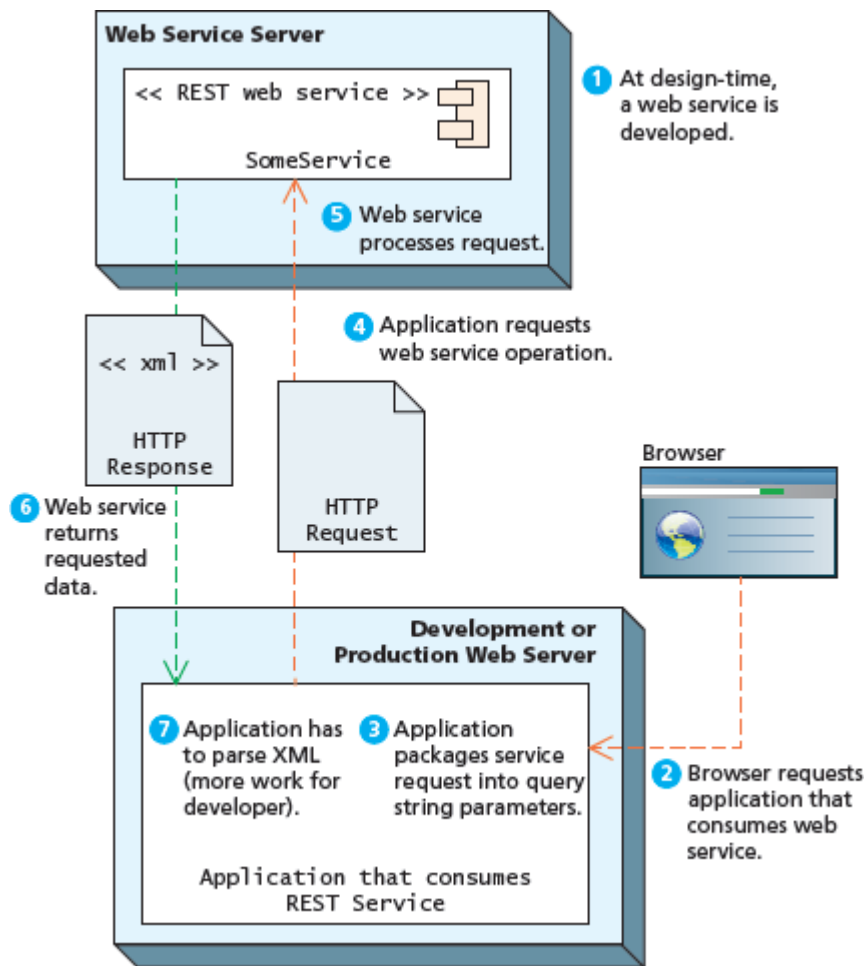 Web Service Server
<< REST web service >>
SomeService
1 At design-time,
a web service is
developed.
5 Web service
processes request.
4 Application requests
web service operation.
<< xml >>
HTTP
Response
HTTP
Request
Browser
6 Web service
returns
requested
data.
Development or
Production Web Server
7 Application has
to parse XML
(more work for
developer).
3 Application
packages service
request into query
string parameters.
2 Browser requests
application that
consumes web
service.
Application that consumes
REST Service